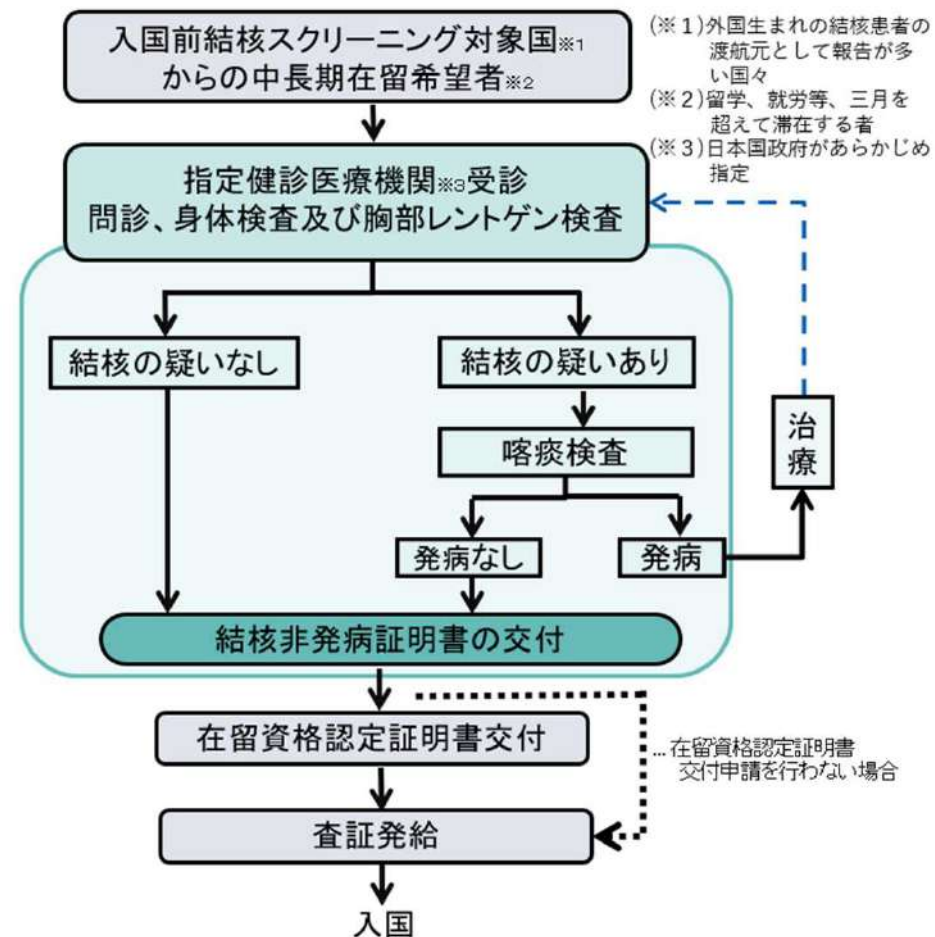 入国前結核スクリーニング対象国※1
からの中長期在留希望者※2
(※1)外国生まれの結核患者の
渡航元として報告が多
い国々
(※2)留学、就労等、三月を
超えて滞在する者
(※3)日本国政府があらかじめ
指定
指定健診医療機関※3受診
問診、身体検査及び胸部レントゲン検査
結核の疑いなし
結核の疑いあり
喀痰検査
治療
発病なし
発病
結核非発病証明書の交付
在留資格認定証明書交付
...在留資格認定証明書
交付申請を行わない場合
査証発給
入国